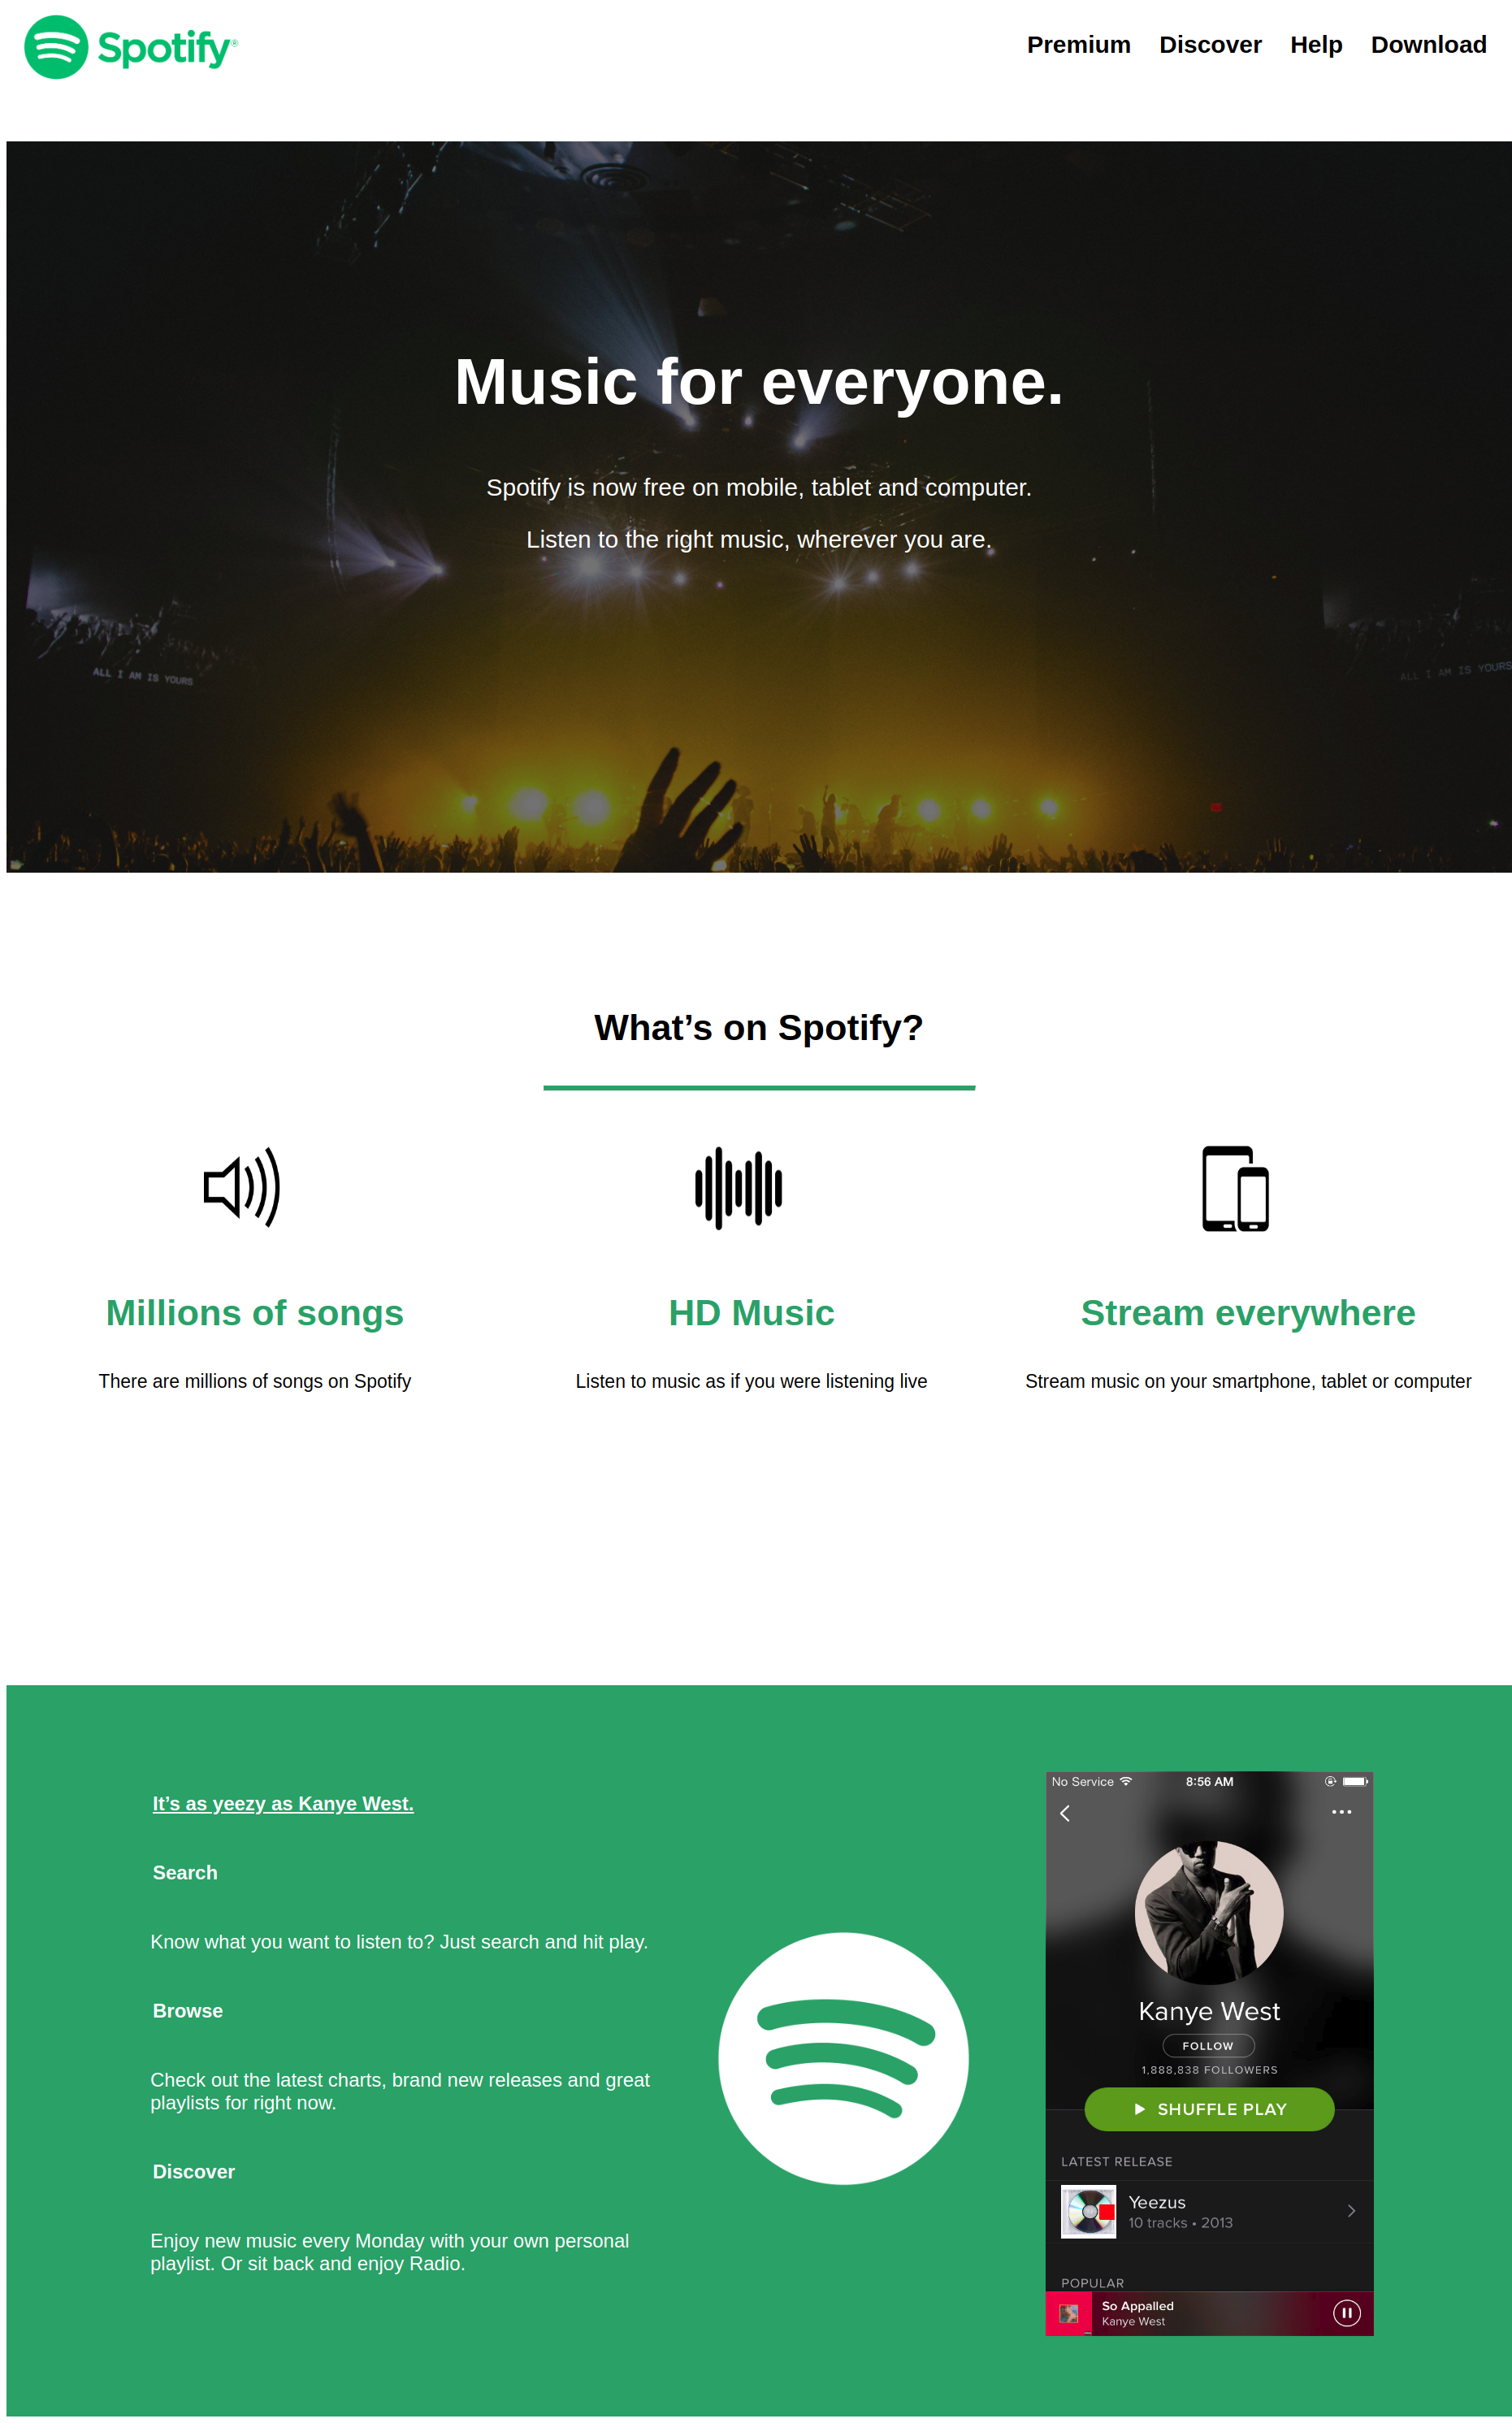 Spotify®
Premium Discover Help Download
Music for everyone.
Spotify is now free on mobile, tablet and computer.
Listen to the right music, wherever you are.
ALL I AM IS YOURS
ALL I AM IS YOURS
What’s on Spotify?
Millions of songs
There are millions of songs on Spotify
HD Music
Listen to music as if you were listening live
Stream everywhere
Stream music on your smartphone, tablet or computer
It’s as yeezy as Kanye West.
Search
Know what you want to listen to? Just search and hit play.
Browse
Check out the latest charts, brand new releases and great
playlists for right now.
Discover
Enjoy new music every Monday with your own personal
playlist. Or sit back and enjoy Radio.
No Service 8:56 AM
Kanye West
FOLLOW
1,888,838 FOLLOWERS
SHUFFLE PLAY
LATEST RELEASE
Yeezus
10 tracks • 2013
POPULAR
So Appalled
Kanye West